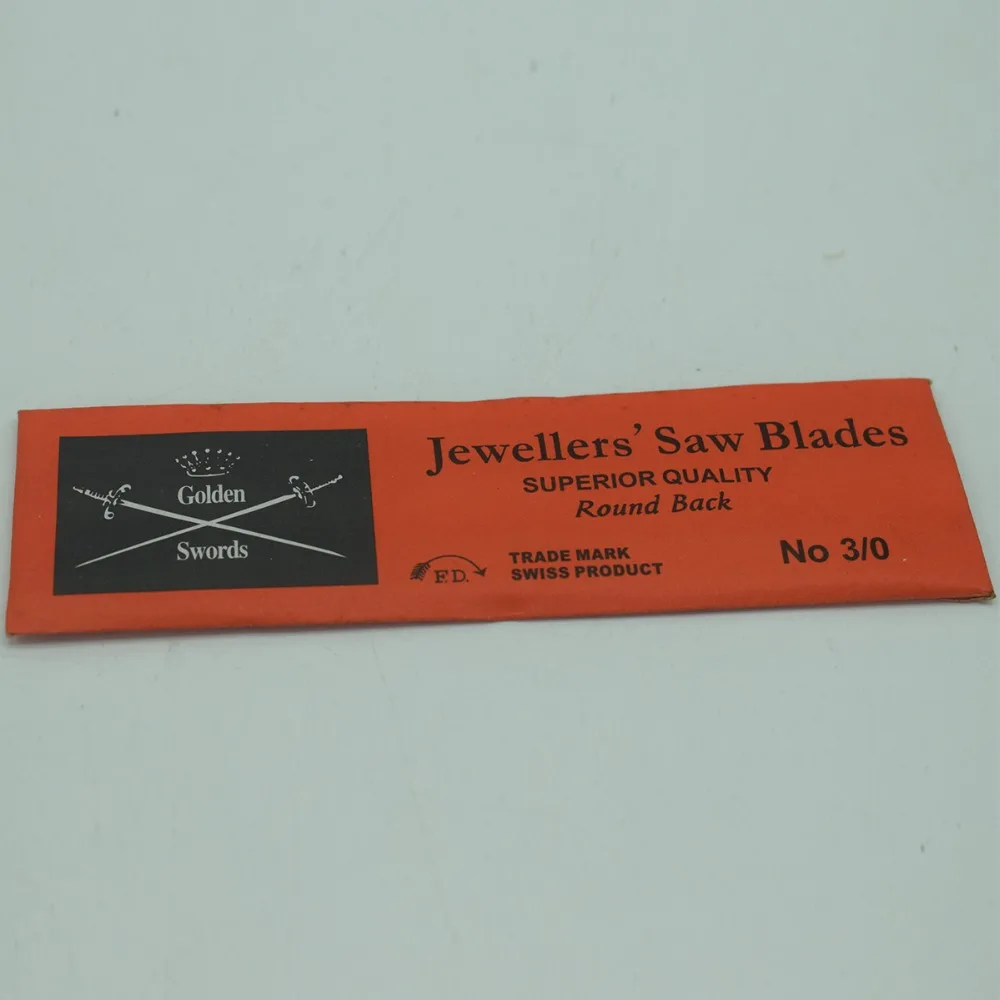 Golden
Swords
Jewellers' Saw Blades
SUPERIOR QUALITY
Round Back
F.D.
TRADE MARK
SWISS PRODUCT
No 3/0